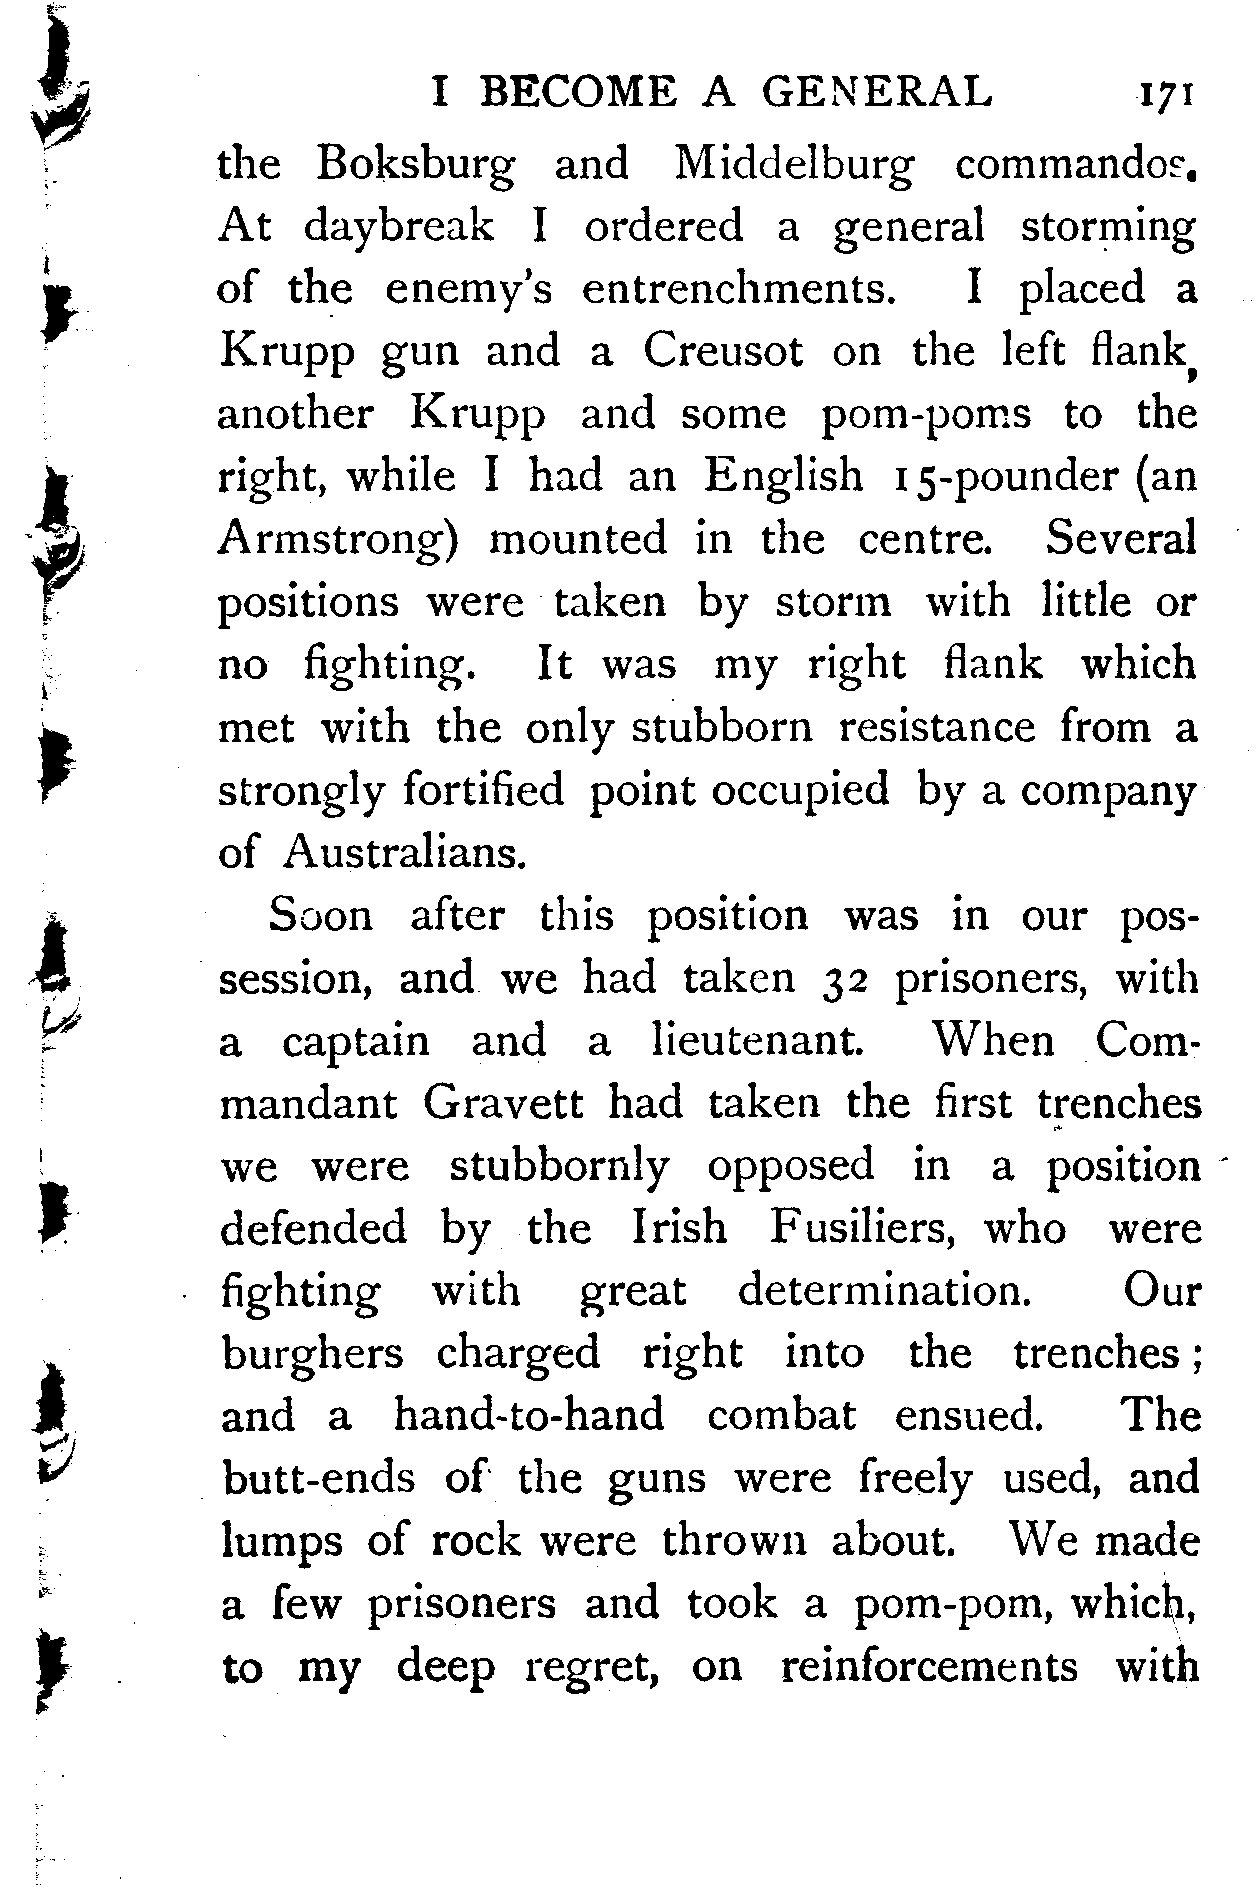 I BECOME A GENERAL 171
the Boksburg and Middelburg commandos.
At daybreak I ordered a general storming
of the enemy's entrenchments. I placed a
Krupp gun and a Creusot on the left flank,
another Krupp and some pom-poms to the
right, while I had an English 15-pounder (an
Armstrong) mounted in the centre. Several
positions were taken by storm with little or
no fighting. It was my right flank which
met with the only stubborn resistance from a
strongly fortified point occupied by a company
of Australians.
Soon after this position was in our pos-
session, and we had taken 32 prisoners, with
a captain and a lieutenant. When Com-
mandant Gravett had taken the first trenches
we were stubbornly opposed in a position
defended by the Irish Fusiliers, who were
fighting with great determination. Our
burghers charged right into the trenches;
and a hand-to-hand combat ensued. The
butt-ends of the guns were freely used, and
lumps of rock were thrown about. We made
a few prisoners and took a pom-pom, which,
to my deep regret, on reinforcements with